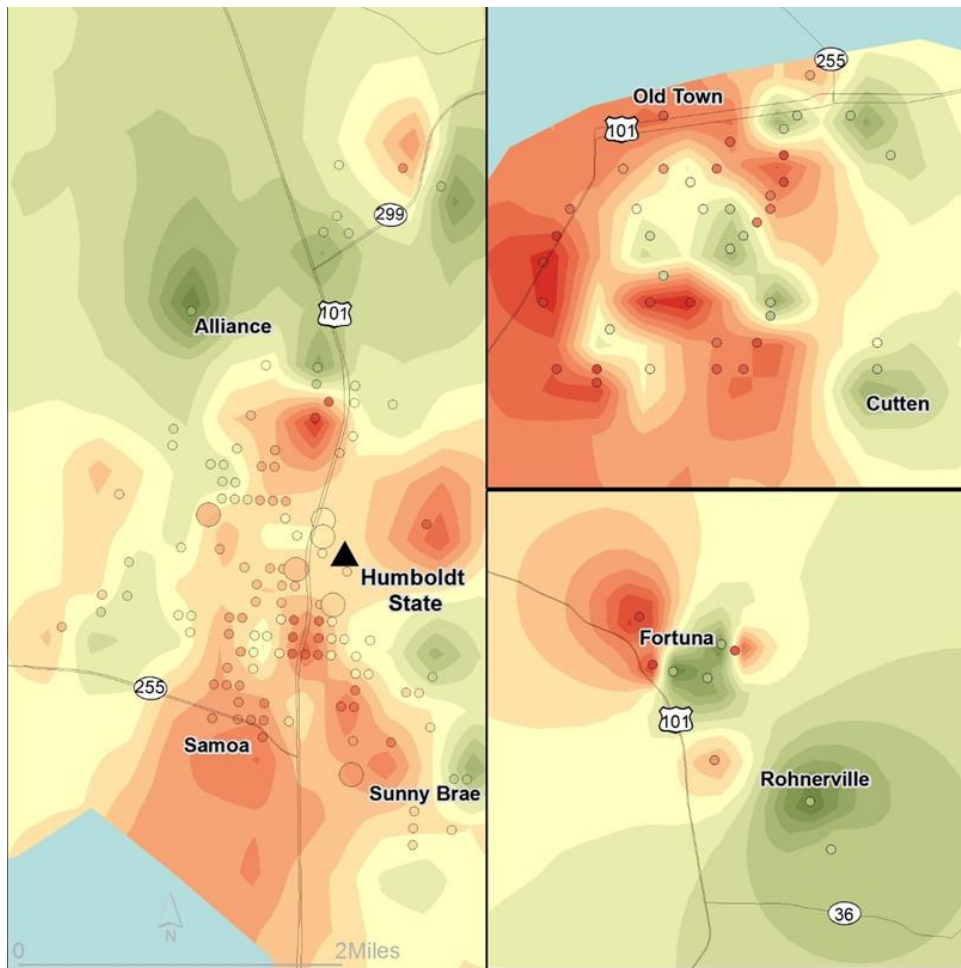 299
101
Alliance
Humboldt
State
255
Samoa
Sunny Brae
N
0
2Miles
255
Old Town
101
Cutten
Fortuna
101
Rohnerville
36